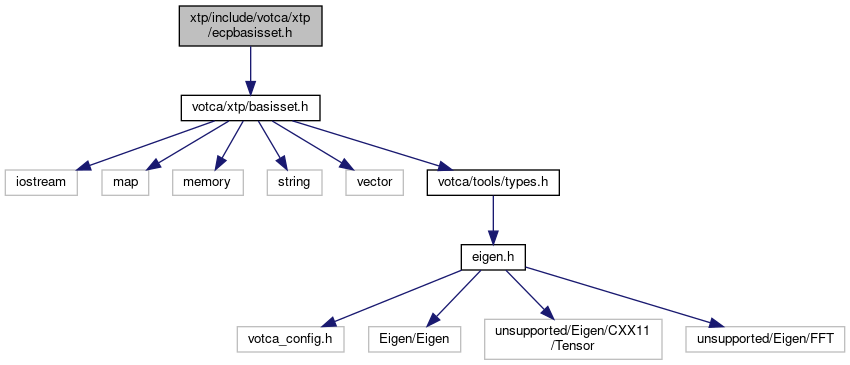 xtp/include/votca/xtp
/ecpbasisset.h
votca/xtp/basisset.h
iostream
map
memory
string
vector
votca/tools/types.h
eigen.h
votca_config.h
Eigen/Eigen
unsupported/Eigen/CXX11
/Tensor
unsupported/Eigen/FFT